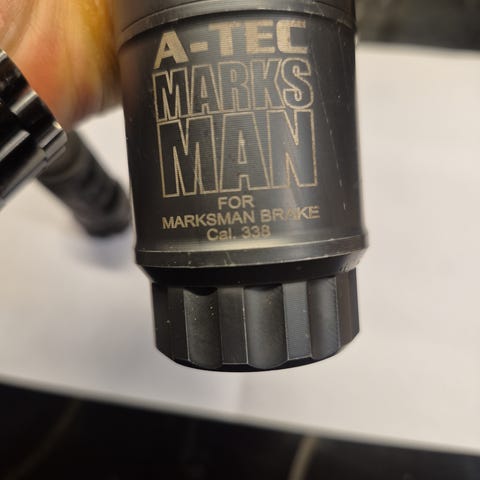 A-TEC
MARKS
MAN
FOR
MARKSMAN BRAKE
Cal. 338